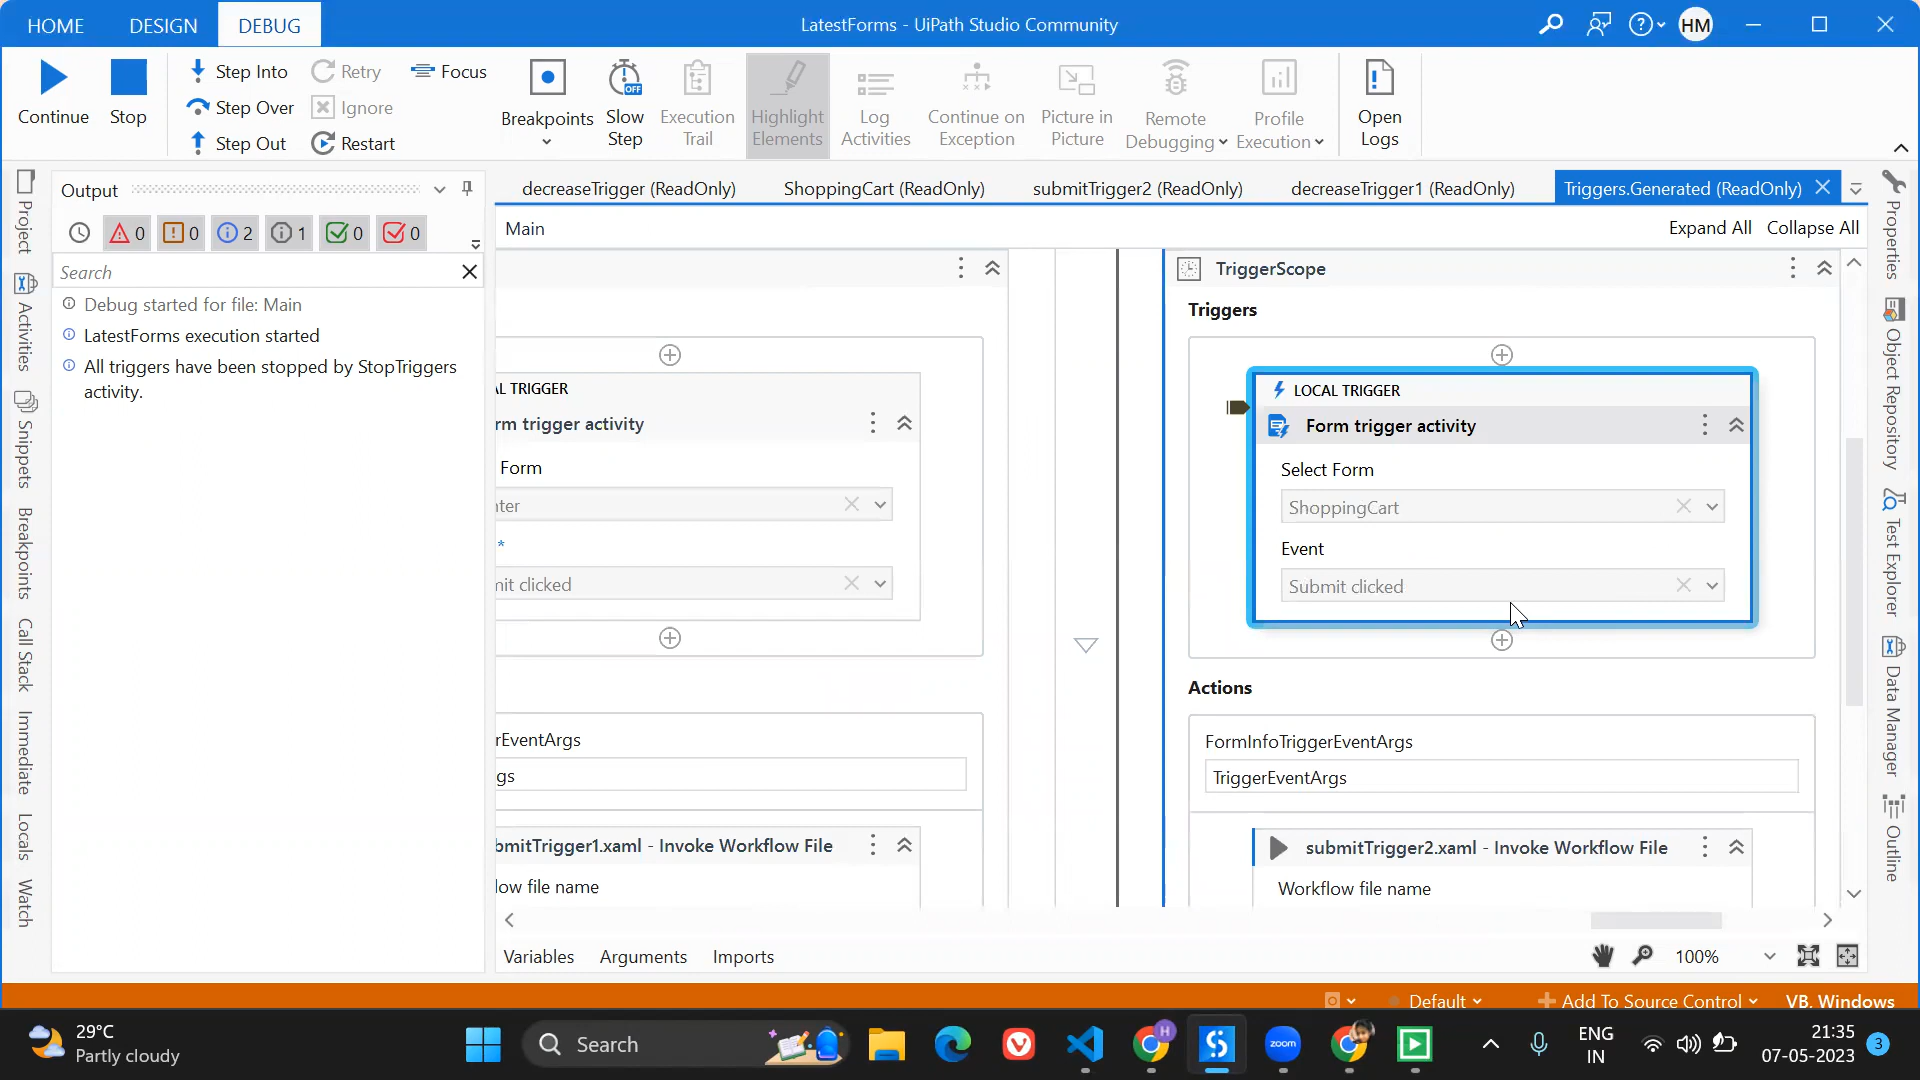 HOME DESIGN DEBUG LatestForms - UiPath Studio Community HM
Continue Stop Step Into Retry Focus
Step Over Ignore
Step Out Restart
Breakpoints Slow Step Execution Trail Highlight Elements Log Activities Continue on Exception Picture in Picture Remote Debugging Profile Execution Open Logs
OFF
Output
0 0 2 1 0 0
Search
Debug started for file: Main
LatestForms execution started
All triggers have been stopped by StopTriggers
activity.
Project
Activities
Snippets
Breakpoints
Call Stack
Immediate
Locals
Watch
decreaseTrigger (ReadOnly) ShoppingCart (ReadOnly) submitTrigger2 (ReadOnly) decreaseTrigger1 (ReadOnly) Triggers.Generated (ReadOnly)
Main Expand All Collapse All
TRIGGER
trigger activity
Form
clicked
EventArgs
- Invoke Workflow File
file name
TriggerScope
Triggers
LOCAL TRIGGER
Form trigger activity
Select Form
ShoppingCart
Event
Submit clicked
Actions
FormInfoTriggerEventArgs
TriggerEventArgs
submitTrigger2.xaml - Invoke Workflow File
Workflow file name
Properties
Object Repository
Test Explorer
Data Manager
Outline
Variables Arguments Imports 100%
Default Add To Source Control VB. Windows
29°C
Partly cloudy
Search
H
zoom
ENG
IN
21:35
07-05-2023
3